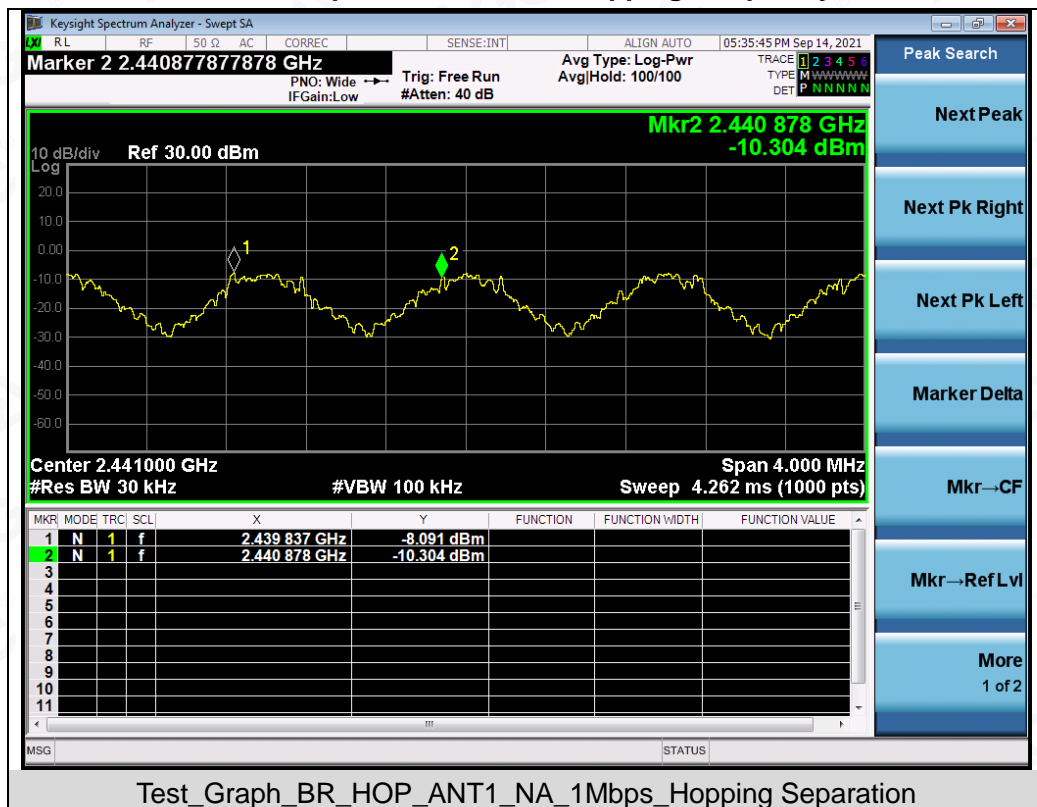 Keysight Spectrum Analyzer - Swept SA
LXI RL RF 50 Ω AC CORREC SENSE:INT ALIGN AUTO 05:35:45 PM Sep 14, 2021
Marker 2 2.440877877878 GHz
PNO: Wide
IFGain:Low
Trig: Free Run
#Atten: 40 dB
Avg Type: Log-Pwr
Avg|Hold: 100/100
TRACE 1 2 3 4 5 6
TYPE M WWWWW
DET P N N N N N
Peak Search
Next Peak
Next Pk Right
Next Pk Left
Marker Delta
Mkr→CF
Mkr→Ref Lvl
More
1 of 2
Mkr2 2.440 878 GHz
-10.304 dBm
10 dB/div Ref 30.00 dBm
Log
20.0
10.0
0.00
-10.0
-20.0
-30.0
-40.0
-50.0
-60.0
1
2
Center 2.441000 GHz Span 4.000 MHz
#Res BW 30 kHz #VBW 100 kHz Sweep 4.262 ms (1000 pts)
MKR MODE TRC SCL X Y FUNCTION FUNCTION WIDTH FUNCTION VALUE
1 N 1 f 2.439 837 GHz -8.091 dBm
2 N 1 f 2.440 878 GHz -10.304 dBm
3
4
5
6
7
8
9
10
11
MSG STATUS
Test_Graph_BR_HOP_ANT1_NA_1Mbps_Hopping Separation